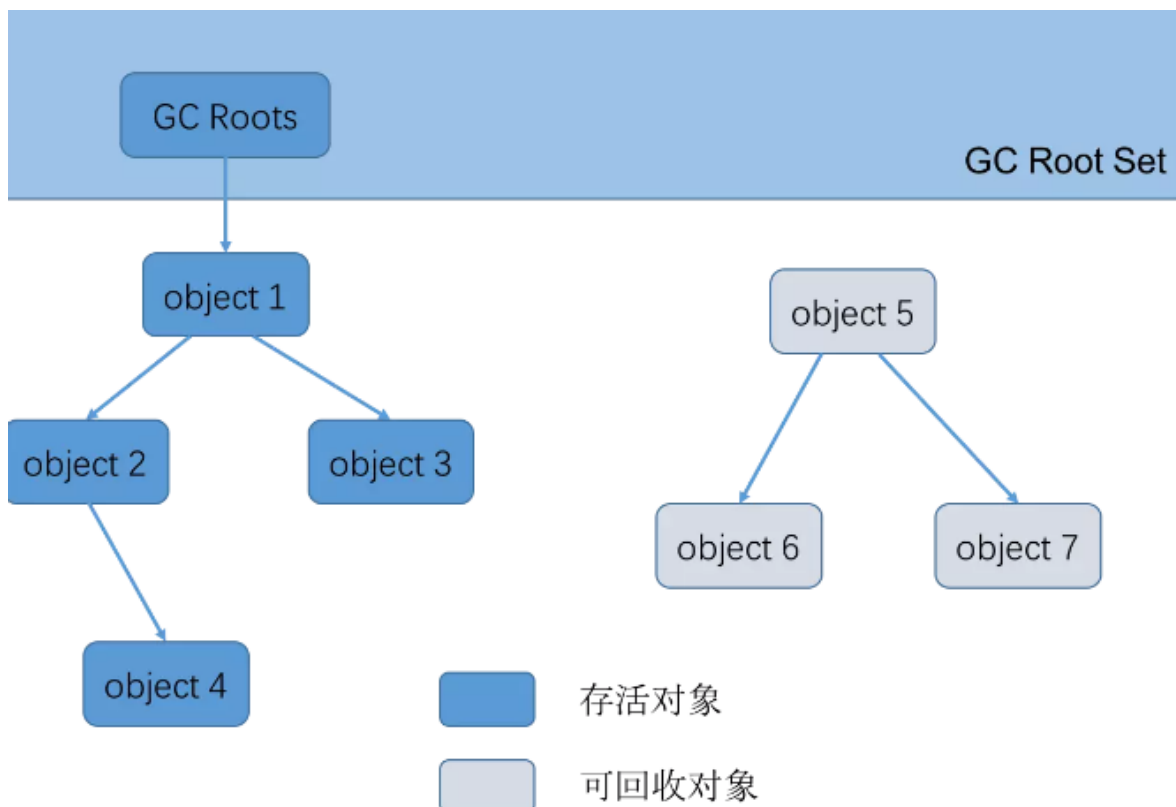 GC Roots
GC Root Set
object 1
object 5
object 2
object 3
object 6
object 7
object 4
存活对象
可回收对象